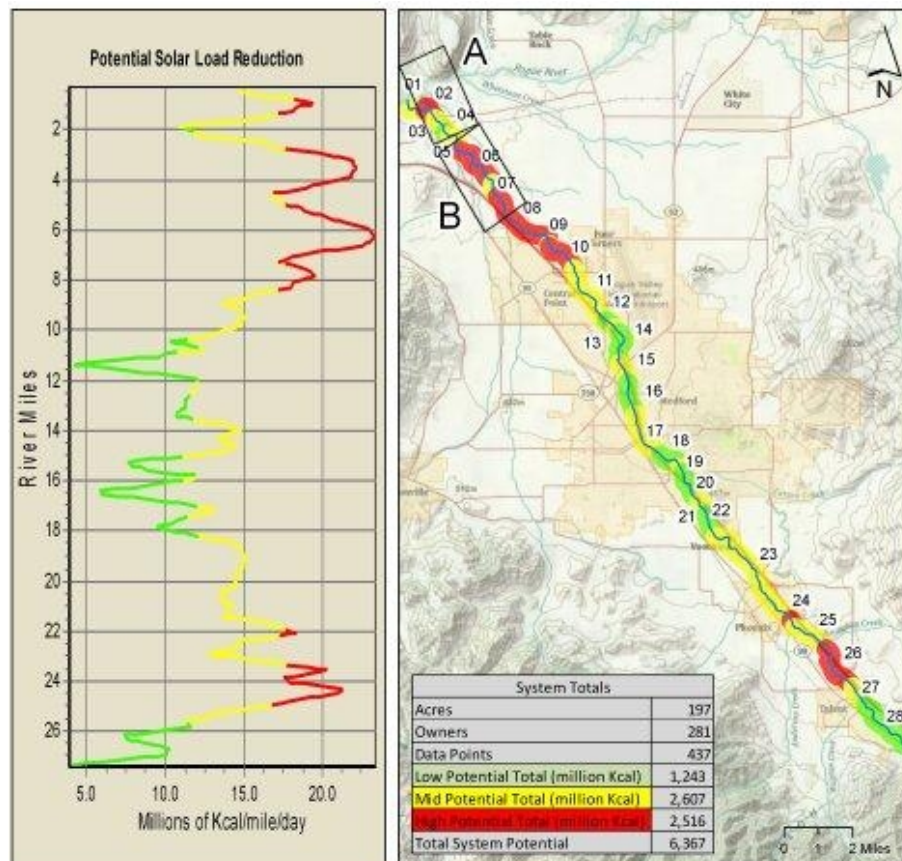 Potential Solar Load Reduction
River Miles
2
4
6
8
10
12
14
16
18
20
22
24
26
5.0 10.0 15.0 20.0
Millions of Kcal/mile/day
A
B
N
Table Rock
Rogue River
White City
Central Point
Medford
Phoenix
Talent
01
02
03
04
05
06
07
08
09
10
11
12
13
14
15
16
17
18
19
20
21
22
23
24
25
26
27
28
System Totals
Acres 197
Owners 281
Data Points 437
Low Potential Total (million Kcal) 1,243
Mid Potential Total (million Kcal) 2,607
High Potential Total (million Kcal) 2,516
Total System Potential 6,367
0 1 2 Miles